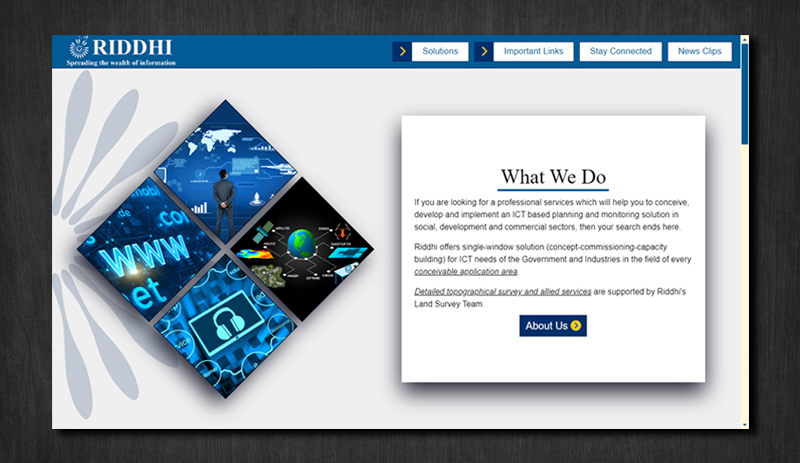 RIDDHI
Spreading the wealth of information
Solutions
Important Links
Stay Connected
News Clips
www
et
What We Do
If you are looking for a professional services which will help you to conceive,
develop and implement an ICT based planning and monitoring solution in
social, development and commercial sectors, then your search ends here.
Riddhi offers single-window solution (concept-commissioning-capacity
building) for ICT needs of the Government and Industries in the field of every
conceivable application area.
Detailed topographical survey and allied services are supported by Riddhi's
Land Survey Team.
About Us